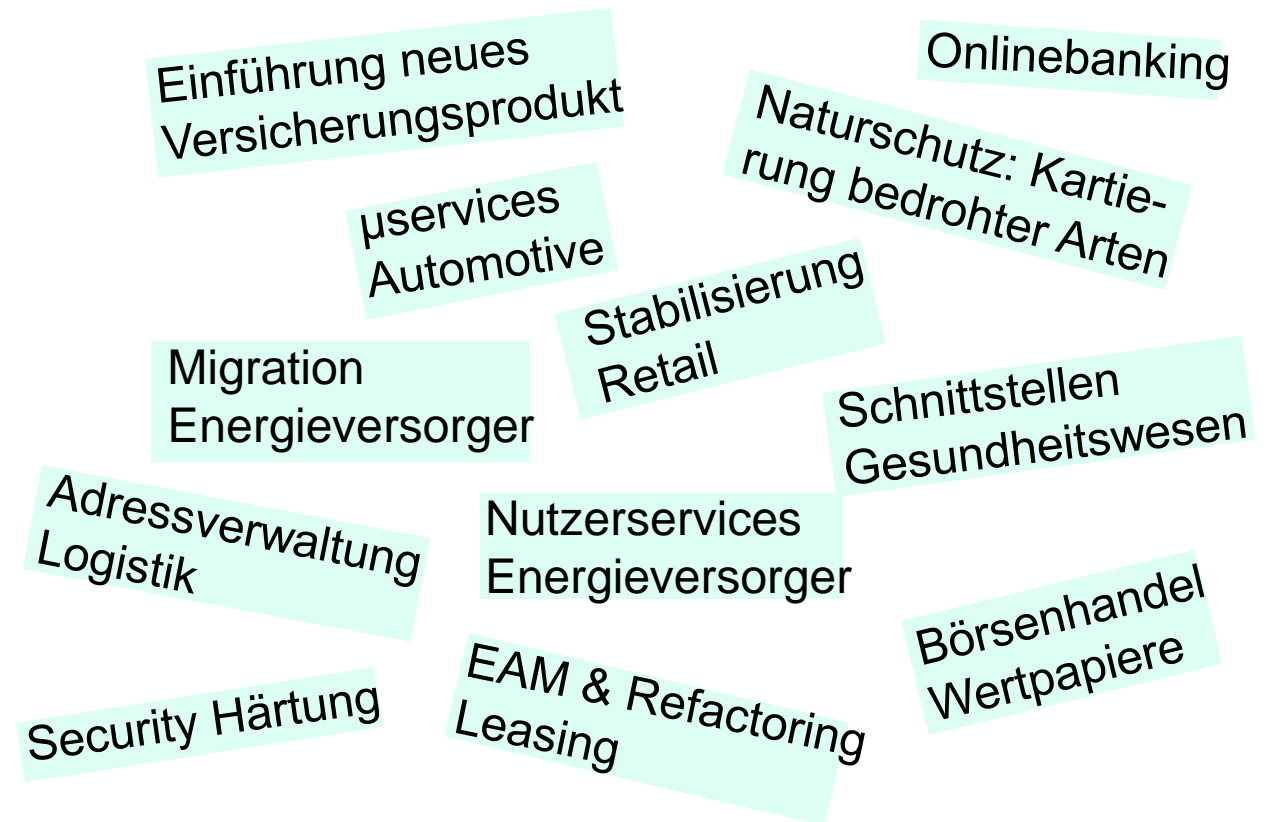 Einführung neues
Versicherungsprodukt
Onlinebanking
Naturschutz: Kartie-
rung bedrohter Arten
µservices
Automotive
Stabilisierung
Retail
Migration
Energieversorger
Schnittstellen
Gesundheitswesen
Adressverwaltung
Logistik
Nutzerservices
Energieversorger
Börsenhandel
Wertpapiere
Security Härtung
EAM & Refactoring
Leasing